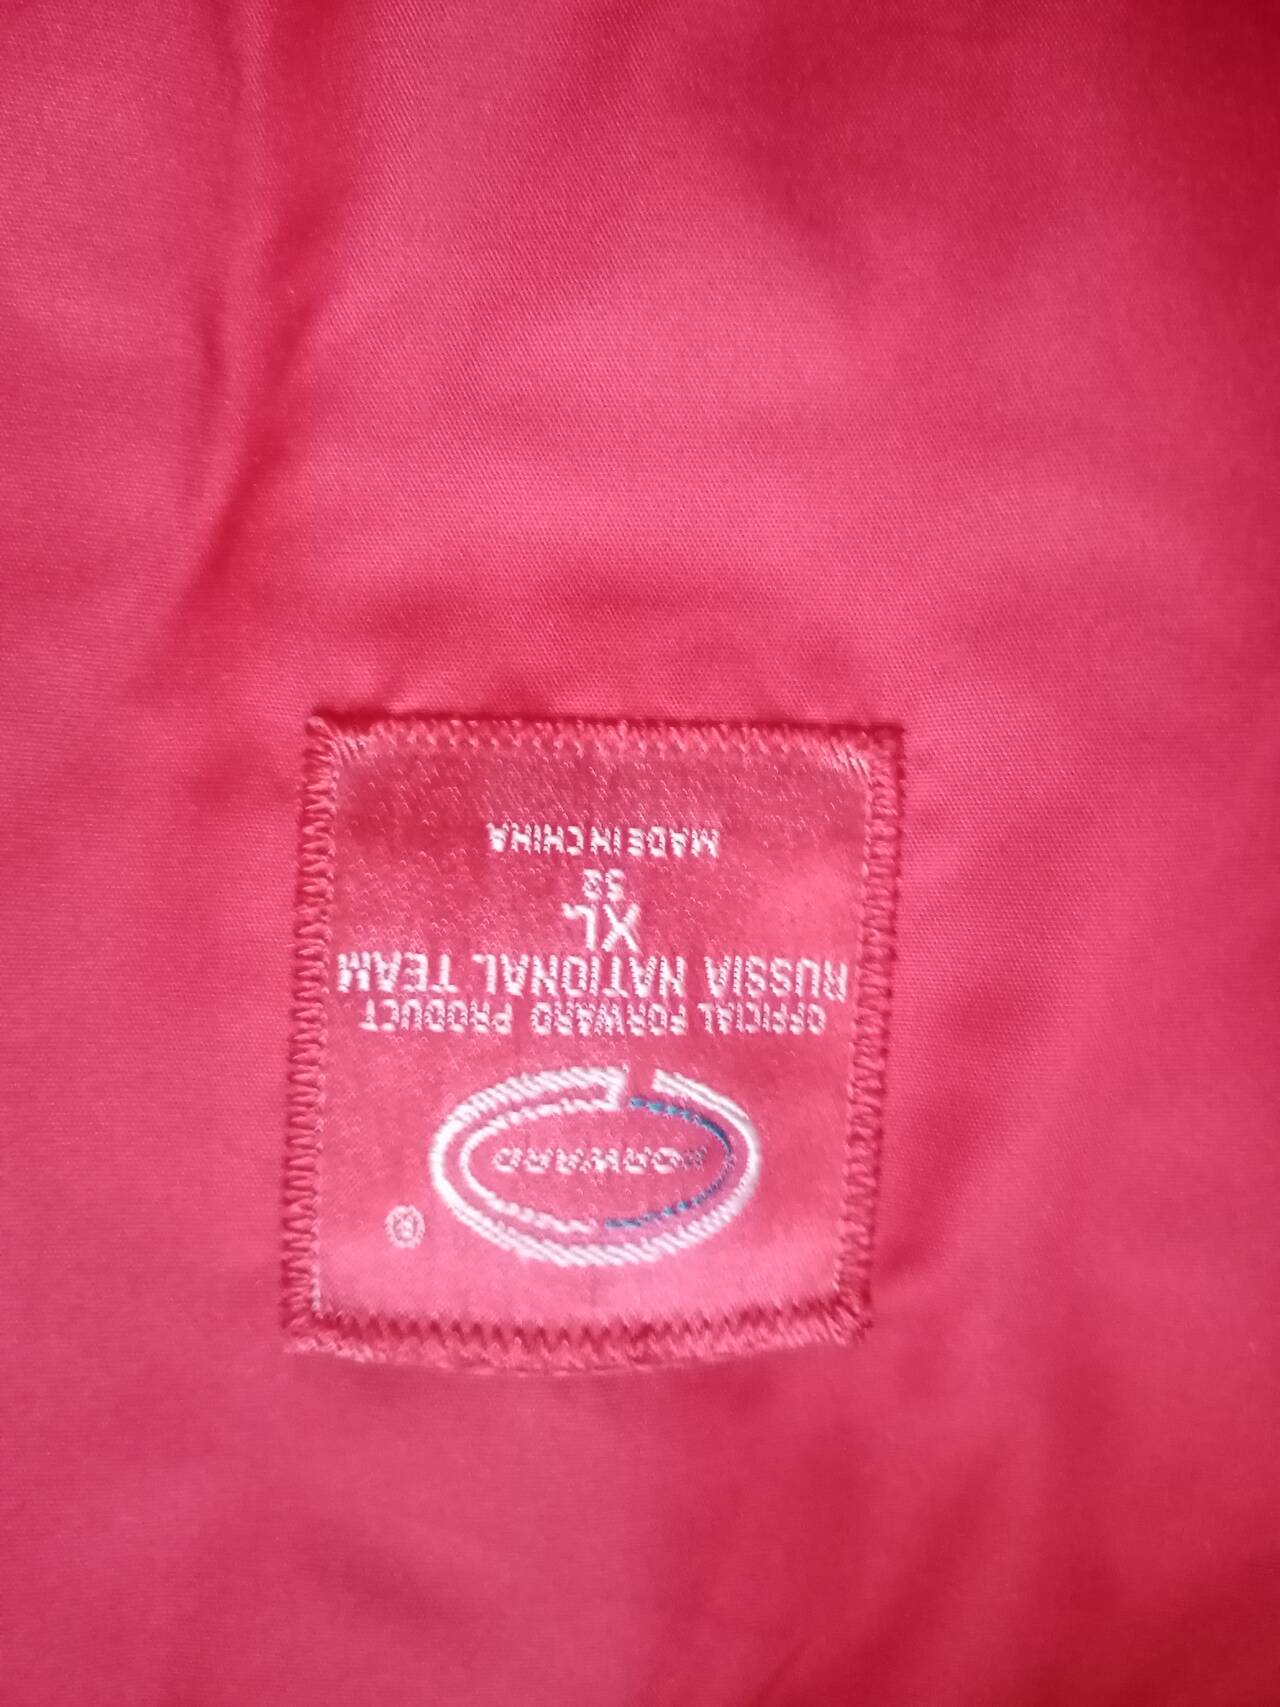 FORWARD
®
OFFICIAL FORWARD PRODUCT
RUSSIA NATIONAL TEAM
XL
52
MADE IN CHINA